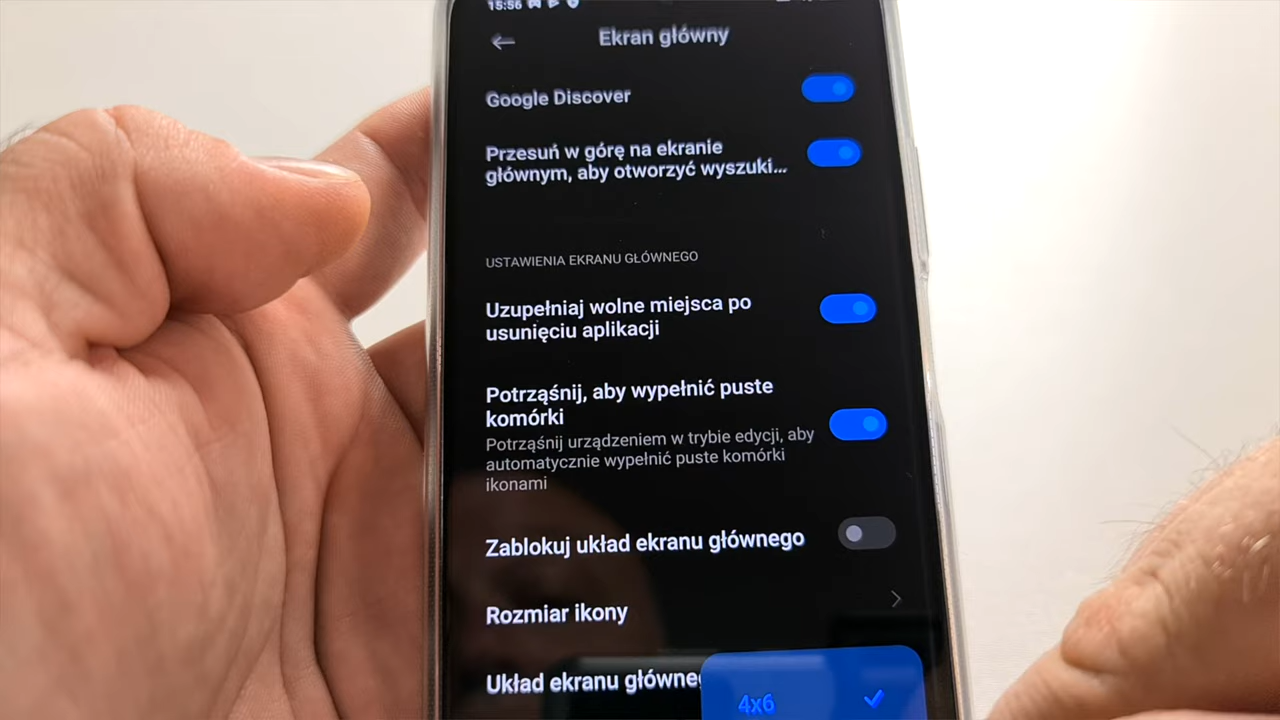 15:56
Ekran główny
Google Discover
Przesuń w górę na ekranie
głównym, aby otworzyć wyszuki...
USTAWIENIA EKRANU GŁÓWNEGO
Uzupełniaj wolne miejsca po
usunięciu aplikacji
Potrząśnij, aby wypełnić puste
komórki
Potrząśnij urządzeniem w trybie edycji, aby
automatycznie wypełnić puste komórki
ikonami
Zablokuj układ ekranu głównego
Rozmiar ikony
Układ ekranu główne
4x6